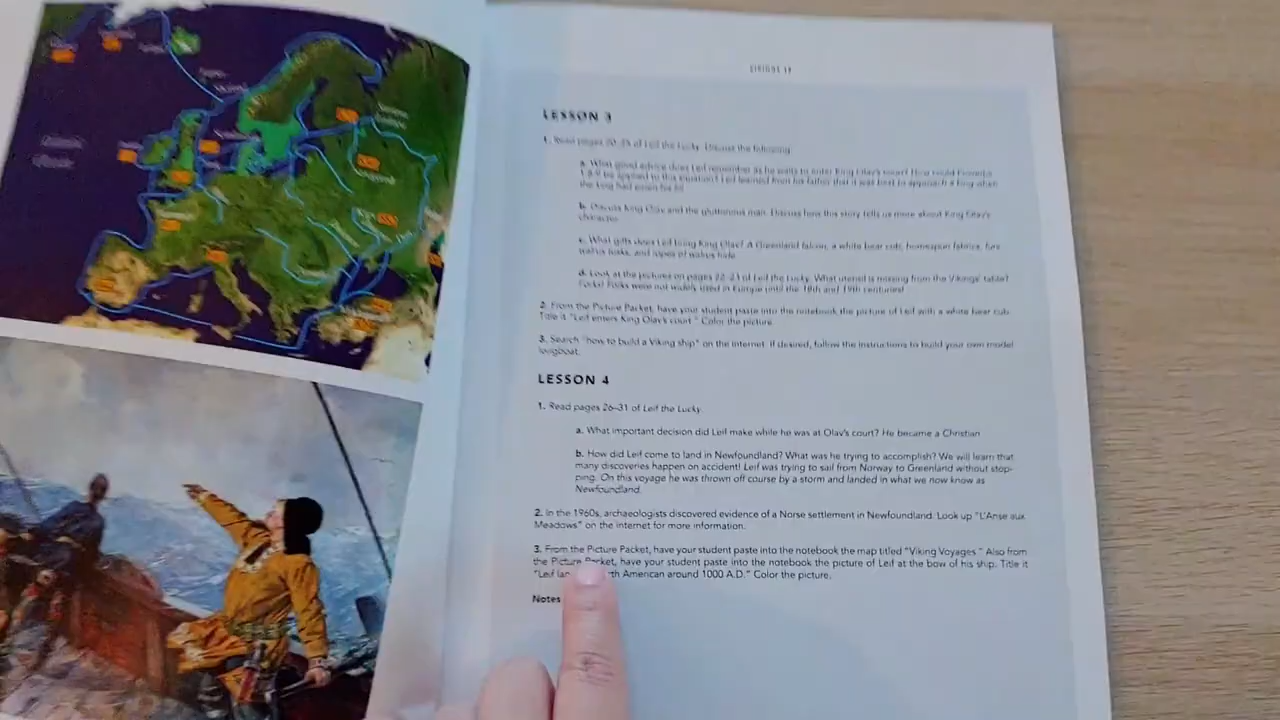 LESSON 3
1. Read pages 20-25 of Leif the Lucky. Discuss the following:
a. What good advice does Leif remember as he waits to enter King Olav's court? How could
be applied to this situation? Leif learned from his father that it was best to approach a king when
the king had eaten his fill
b. Discuss King Olav and the gluttonous man. Discuss how this story tells us more about King Olav's
character.
c. What gifts does Leif bring King Olav? A Greenland falcon, a white bear cub, homespun fabrics, furs
walrus tusks, and ropes of walrus hide
d. Look at the pictures on pages 22-23 of Leif the Lucky. What utensil is missing from the Vikings' table?
Forks! Forks were not widely used in Europe until the 18th and 19th centuries!
2. From the Picture Packet, have your student paste into the notebook the picture of Leif with a white bear cub.
Title it "Leif enters King Olav's court." Color the picture.
3. Search "how to build a Viking ship" on the internet. If desired, follow the instructions to build your own model
longboat.
LESSON 4
1. Read pages 26–31 of Leif the Lucky.
a. What important decision did Leif make while he was at Olav's court? He became a Christian
b. How did Leif come to land in Newfoundland? What was he trying to accomplish? We will learn that
many discoveries happen on accident! Leif was trying to sail from Norway to Greenland without stop-
ping. On this voyage he was thrown off course by a storm and landed in what we now know as
Newfoundland.
2. In the 1960s, archaeologists discovered evidence of a Norse settlement in Newfoundland. Look up "L'Anse aux
Meadows" on the internet for more information.
3. From the Picture Packet, have your student paste into the notebook the map titled "Viking Voyages." Also from
the Picture Packet, have your student paste into the notebook the picture of Leif at the bow of his ship. Title it
"Leif American around 1000 A.D." Color the picture.
Notes